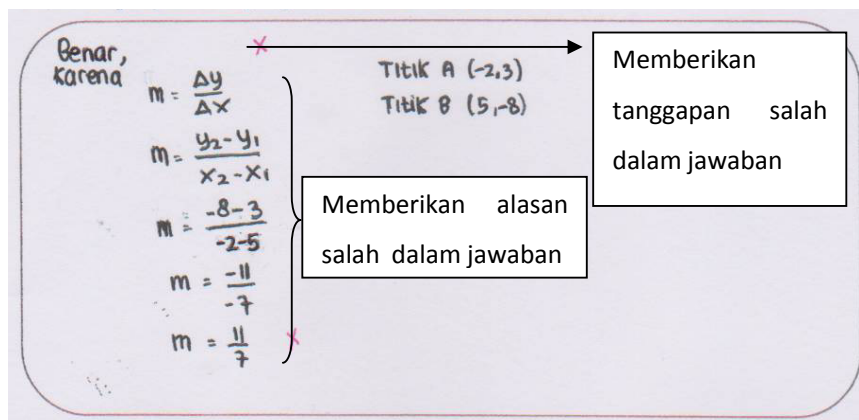 Benar,
karena
m = Δy/Δx
m = y₂-y₁/x₂-x₁
m = -8-3/-2-5
m = -11/-7
m = 11/7
Titik A (-2,3)
Titik B (5,-8)
Memberikan alasan
salah dalam jawaban
Memberikan
tanggapan salah
dalam jawaban